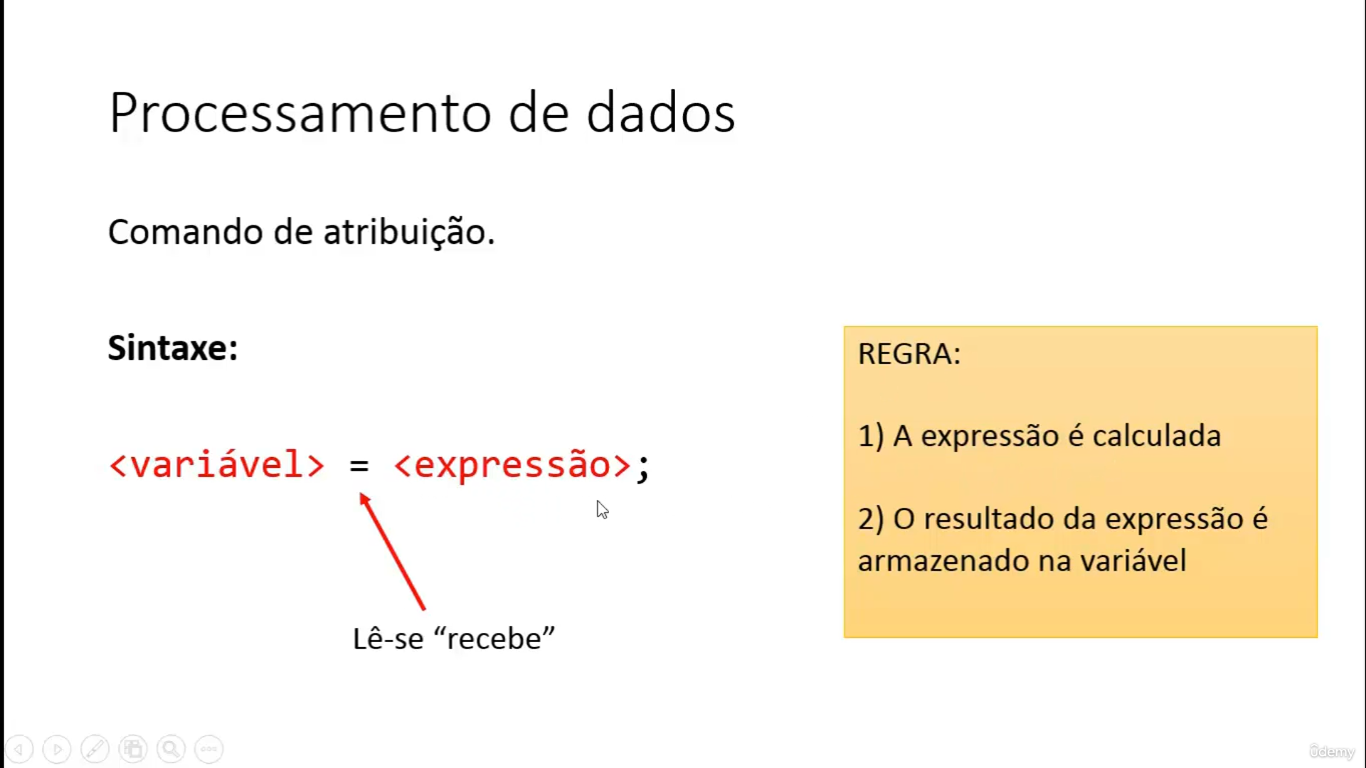 Processamento de dados
Comando de atribuição.
Sintaxe:
<variável> = <expressão>;
Lê-se “recebe”
REGRA:
1) A expressão é calculada
2) O resultado da expressão é
armazenado na variável
ûdemy